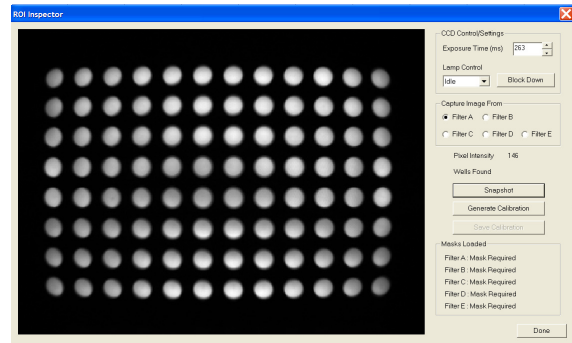 ROI Inspector
CCD Control/Settings
Exposure Time (ms) 263
Lamp Control
Idle Block Down
Capture Image From
Filter A Filter B
Filter C Filter D Filter E
Pixel Intensity 146
Wells Found
Snapshot
Generate Calibration
Save Calibration
Masks Loaded
Filter A : Mask Required
Filter B : Mask Required
Filter C : Mask Required
Filter D : Mask Required
Filter E : Mask Required
Done